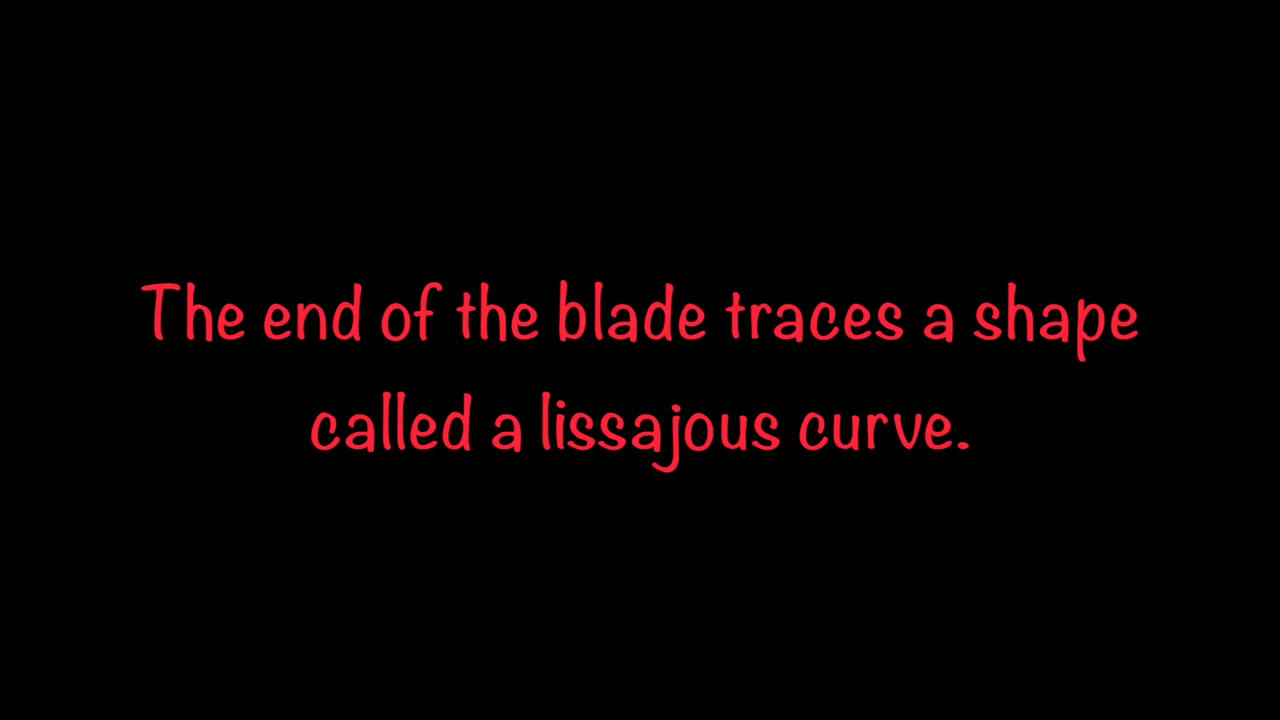 The end of the blade traces a shape
called a lissajous curve.